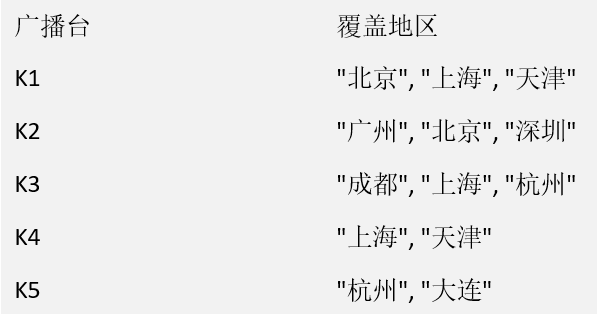 广播台 覆盖地区
K1 "北京", "上海", "天津"
K2 "广州", "北京", "深圳"
K3 "成都", "上海", "杭州"
K4 "上海", "天津"
K5 "杭州", "大连"